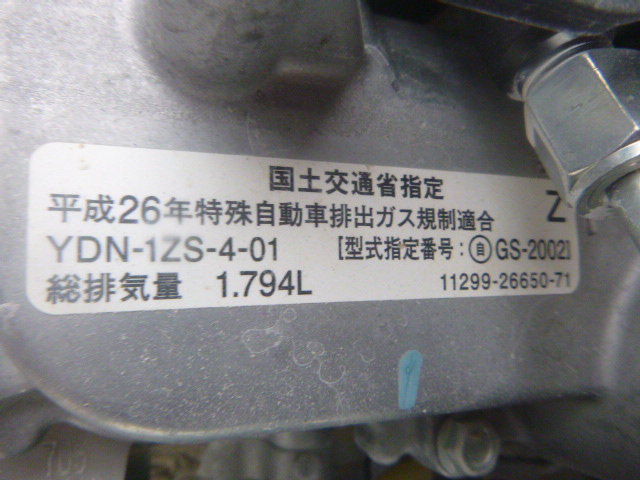 国土交通省指定
平成26年特殊自動車排出ガス規制適合 Z
YDN-1ZS-4-01 [型式指定番号:㊀GS-2002]
総排気量 1.794L 11299-26650-71